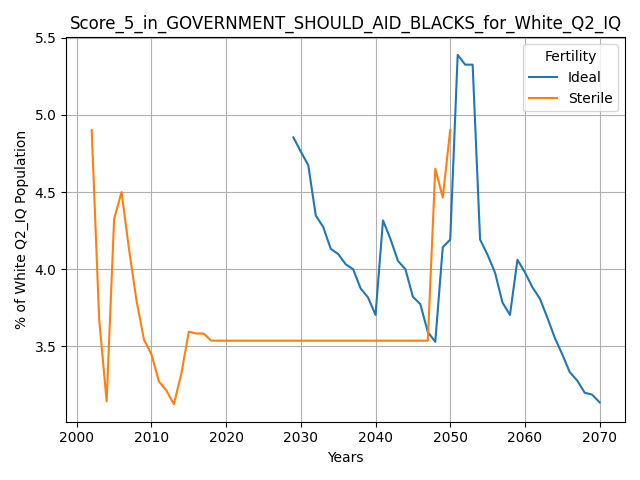 Score_5_in_GOVERNMENT_SHOULD_AID_BLACKS_for_White_Q2_IQ
5.5
5.0
4.5
4.0
3.5
% of White Q2_IQ Population
Fertility
Ideal
Sterile
2000 2010 2020 2030 2040 2050 2060 2070
Years